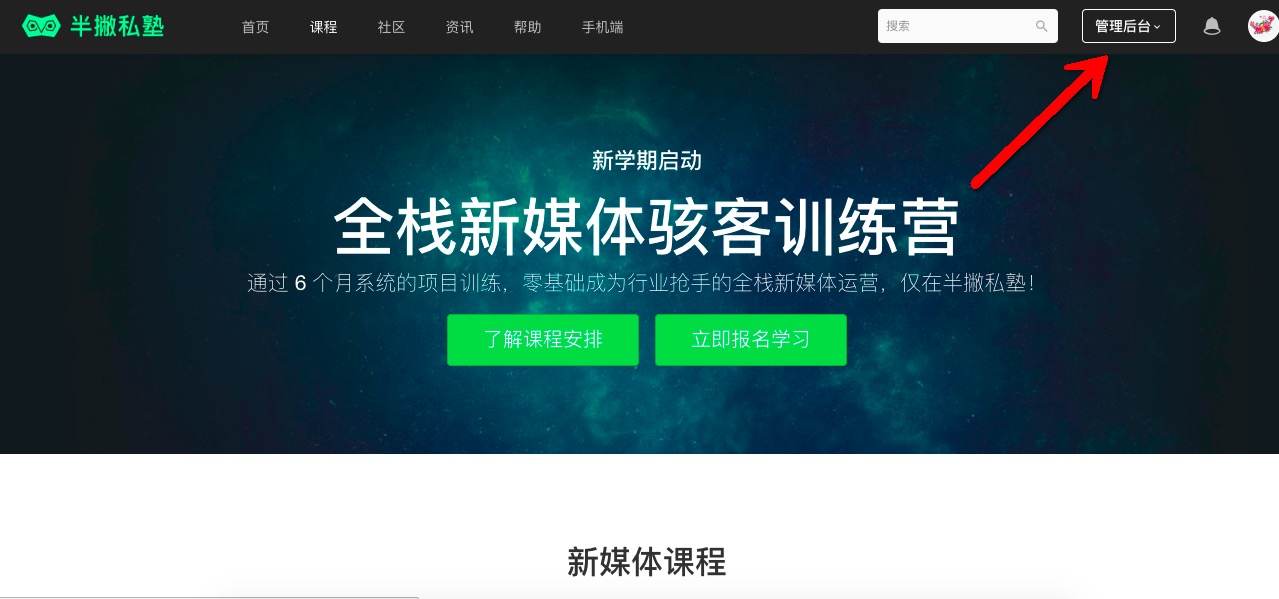 半撇私塾
首页 课程 社区 资讯 帮助 手机端 搜索 管理后台
新学期启动
全栈新媒体骇客训练营
通过 6 个月系统的项目训练，零基础成为行业抢手的全栈新媒体运营，仅在半撇私塾！
了解课程安排 立即报名学习
新媒体课程